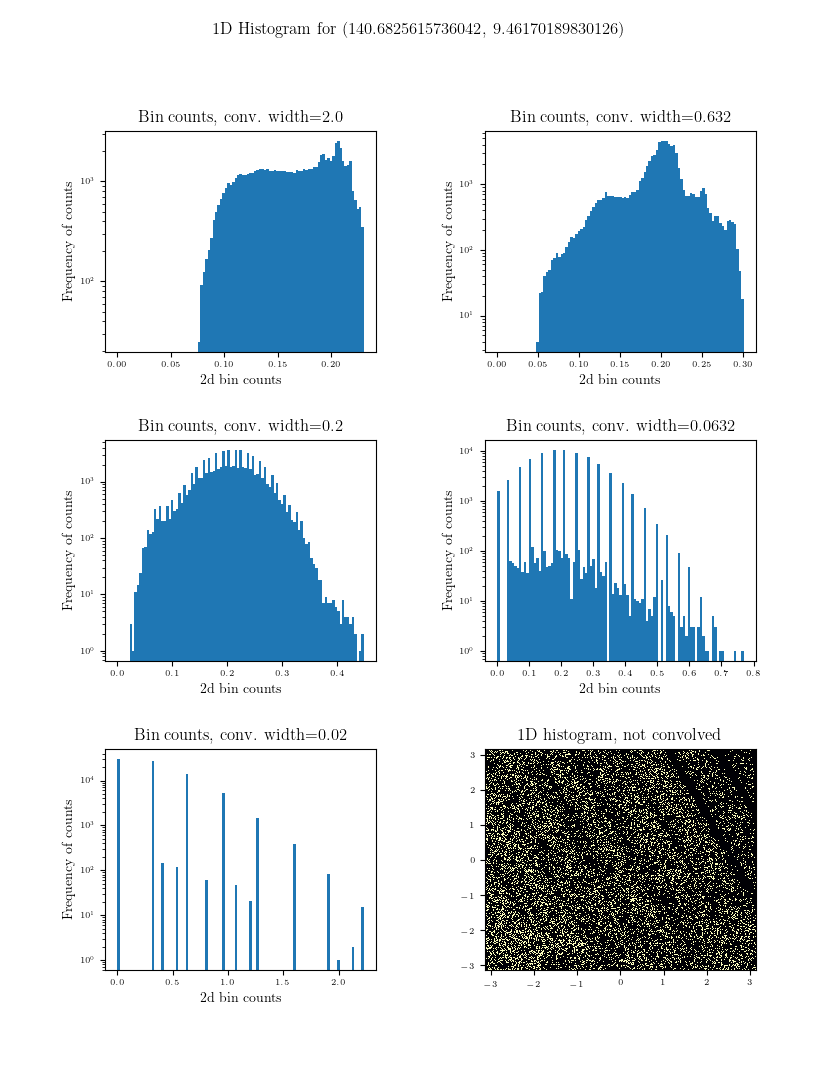 1D Histogram for (140.6825615736042, 9.46170189830126)
Bin counts, conv. width=2.0
Frequency of counts
10³
10²
0.00 0.05 0.10 0.15 0.20
2d bin counts
Bin counts, conv. width=0.632
Frequency of counts
10³
10²
10¹
0.00 0.05 0.10 0.15 0.20 0.25 0.30
2d bin counts
Bin counts, conv. width=0.2
Frequency of counts
10³
10²
10¹
10⁰
0.0 0.1 0.2 0.3 0.4
2d bin counts
Bin counts, conv. width=0.0632
Frequency of counts
10⁴
10³
10²
10¹
10⁰
0.0 0.1 0.2 0.3 0.4 0.5 0.6 0.7 0.8
2d bin counts
Bin counts, conv. width=0.02
Frequency of counts
10⁴
10³
10²
10¹
10⁰
0.0 0.5 1.0 1.5 2.0
2d bin counts
1D histogram, not convolved
3
2
1
0
−1
−2
−3
−3 −2 −1 0 1 2 3